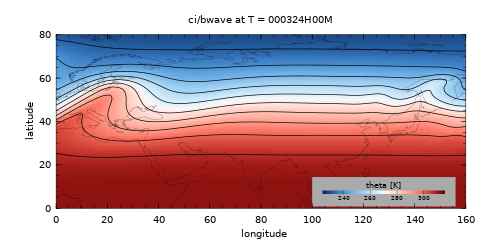 ci/bwave at T = 000324H00M
80
60
40
20
0
latitude
0 20 40 60 80 100 120 140 160
longitude
theta [K]
240 260 280 300